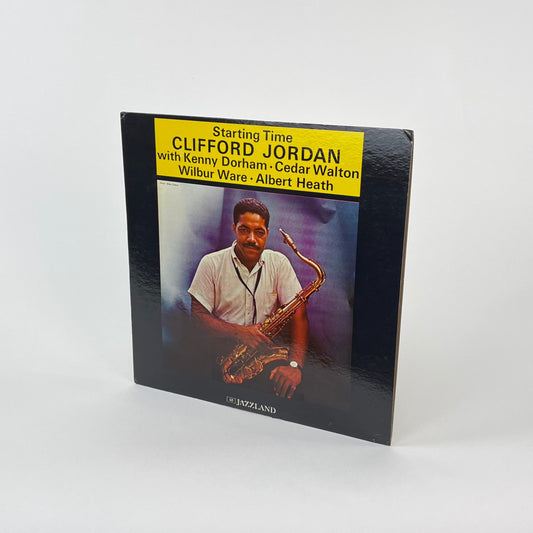 Starting Time
CLIFFORD JORDAN
with Kenny Dorham · Cedar Walton
Wilbur Ware · Albert Heath
JAZZLAND